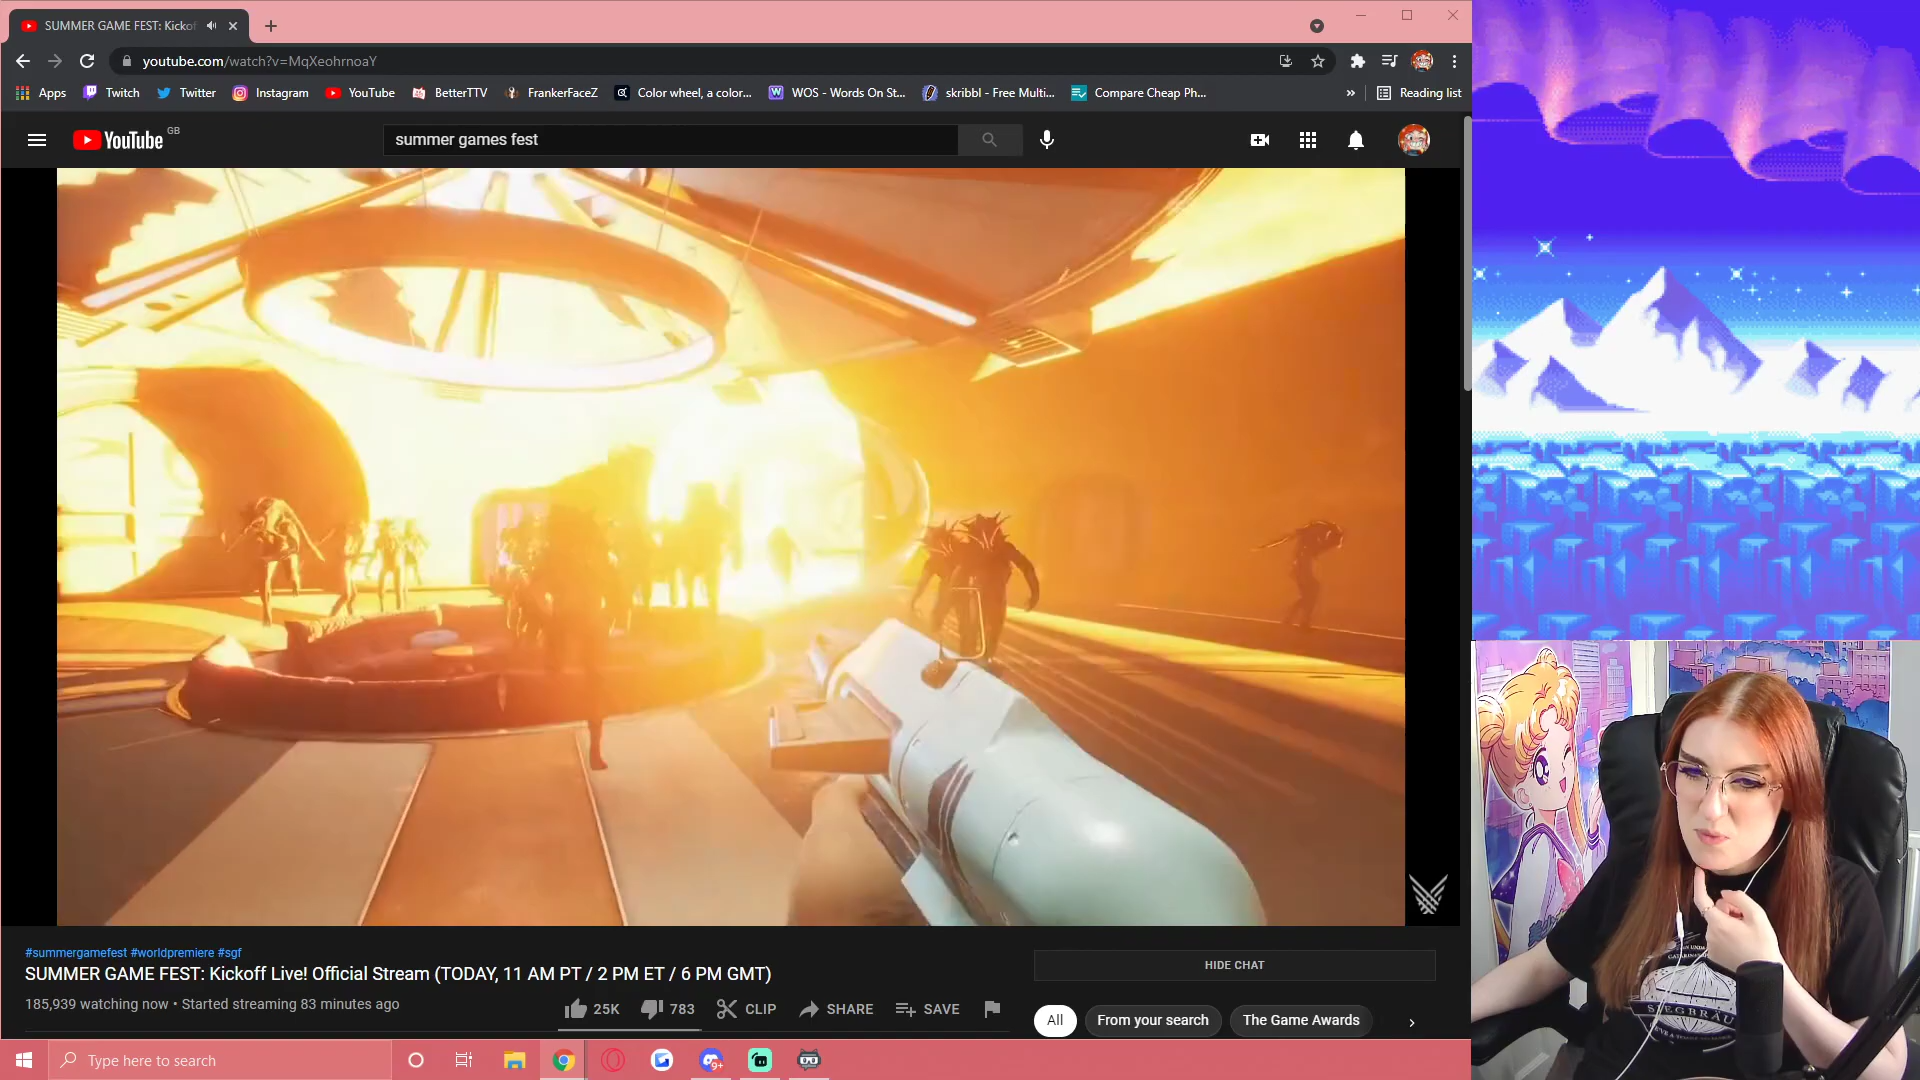 SUMMER GAME FEST: Kickof
youtube.com/watch?v=MqXeohrnoaY
Apps Twitch Twitter Instagram YouTube BetterTTV FrankerFaceZ Color wheel, a color... WOS - Words On St... skribbl - Free Multi... Compare Cheap Ph... » Reading list
YouTube GB
summer games fest
#summergamefest #worldpremiere #sgf
SUMMER GAME FEST: Kickoff Live! Official Stream (TODAY, 11 AM PT / 2 PM ET / 6 PM GMT)
185,939 watching now • Started streaming 83 minutes ago
25K 783 CLIP SHARE SAVE
HIDE CHAT
All From your search The Game Awards
Type here to search
9+